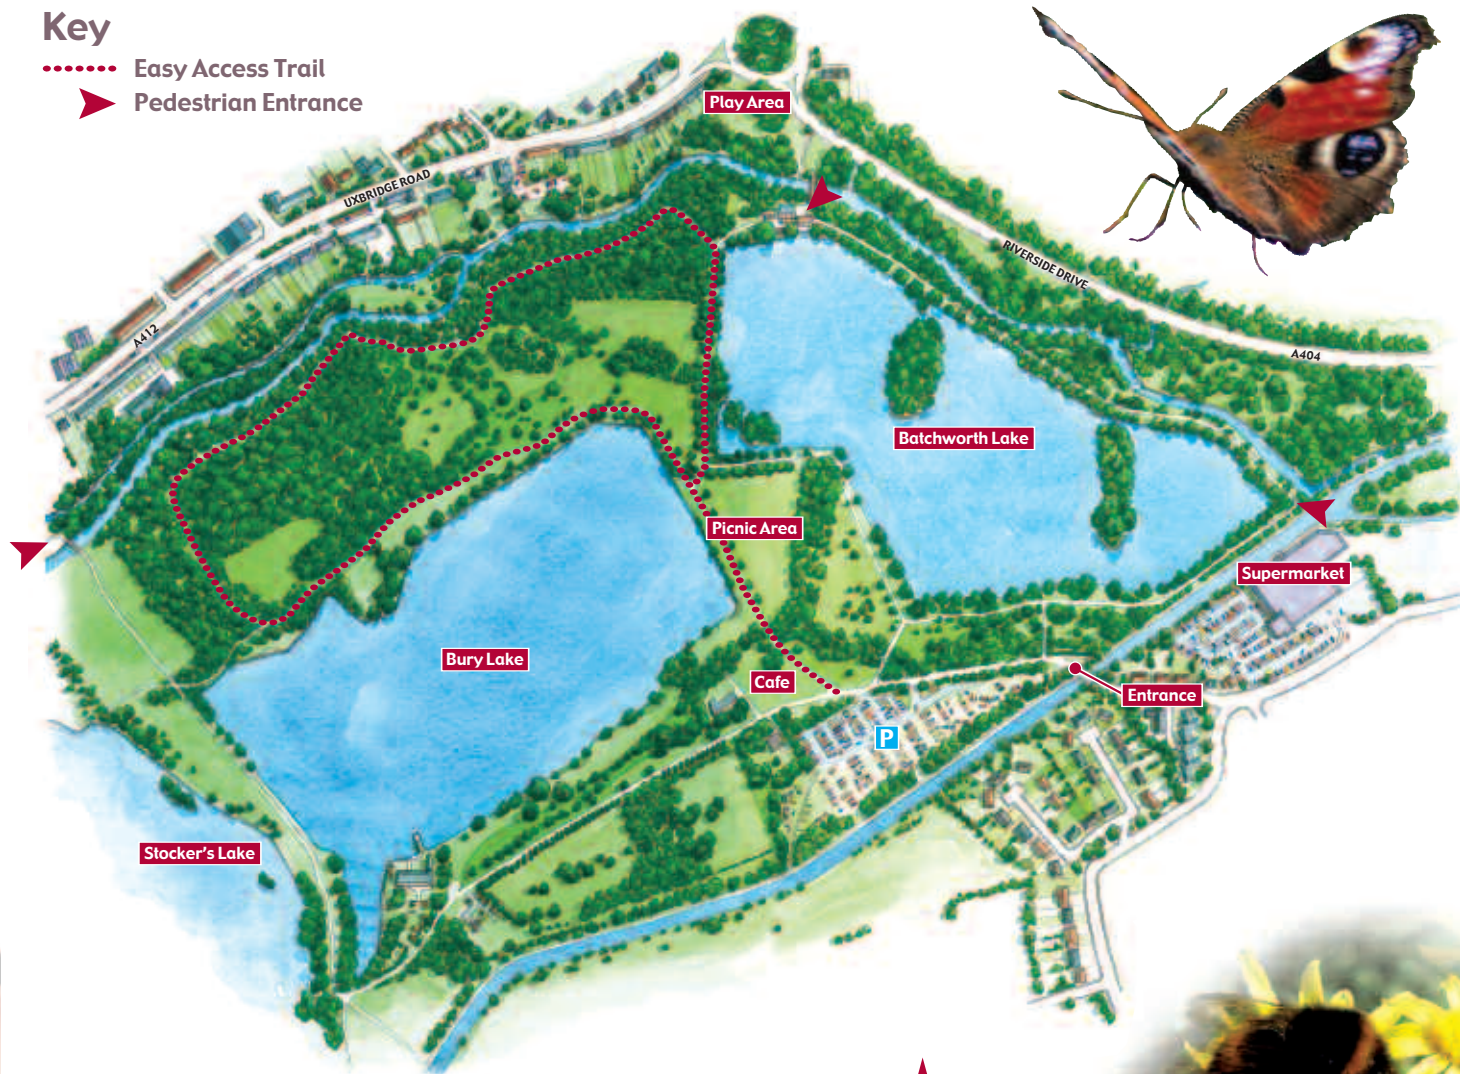 Key
Easy Access Trail
Pedestrian Entrance
Play Area
UXBRIDGE ROAD
RIVERSIDE DRIVE
A412
A404
Batchworth Lake
Picnic Area
Supermarket
Bury Lake
Cafe
Entrance
P
Stocker's Lake